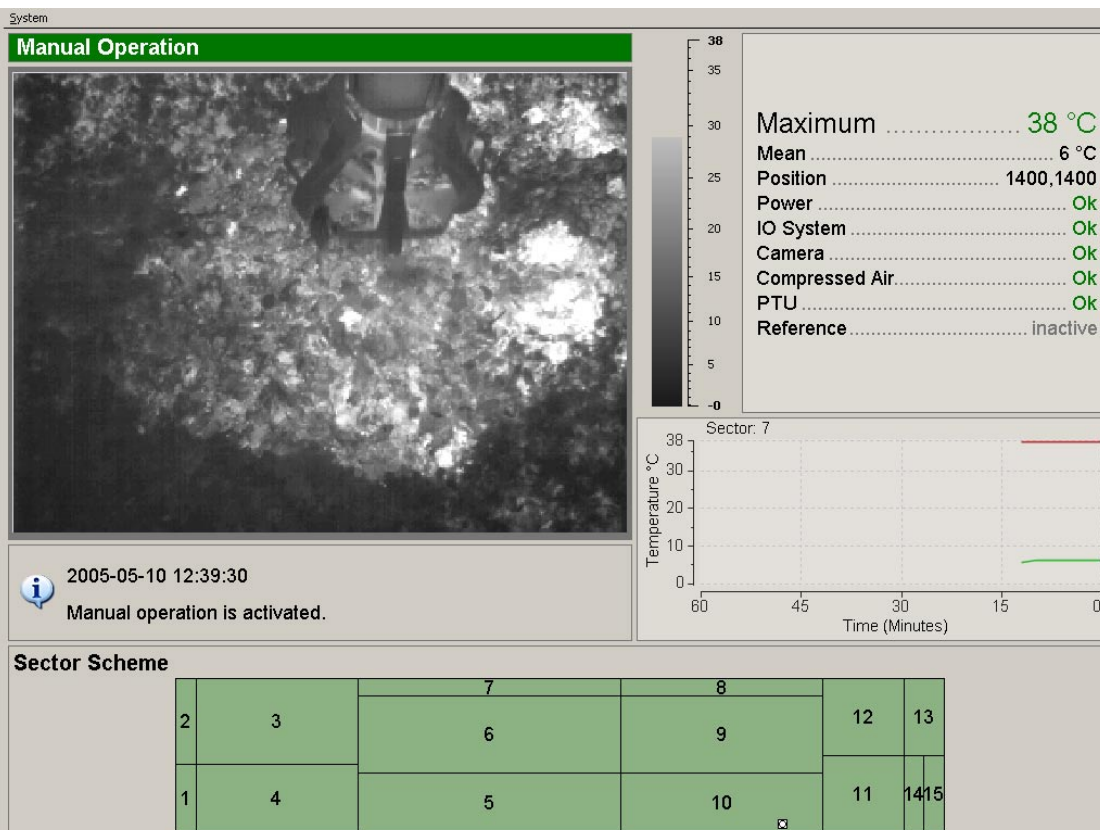 System
Manual Operation
38
35
30
25
20
15
10
5
-0
Maximum .................. 38 °C
Mean .................. 6 °C
Position .................. 1400,1400
Power .................. Ok
IO System .................. Ok
Camera .................. Ok
Compressed Air .................. Ok
PTU .................. Ok
Reference .................. inactive
Sector: 7
Temperature °C
38
30
20
10
0
60 45 30 15 0
Time (Minutes)
2005-05-10 12:39:30
Manual operation is activated.
Sector Scheme
7 8
2 3 6 9 12 13
1 4 5 10 11 14 15